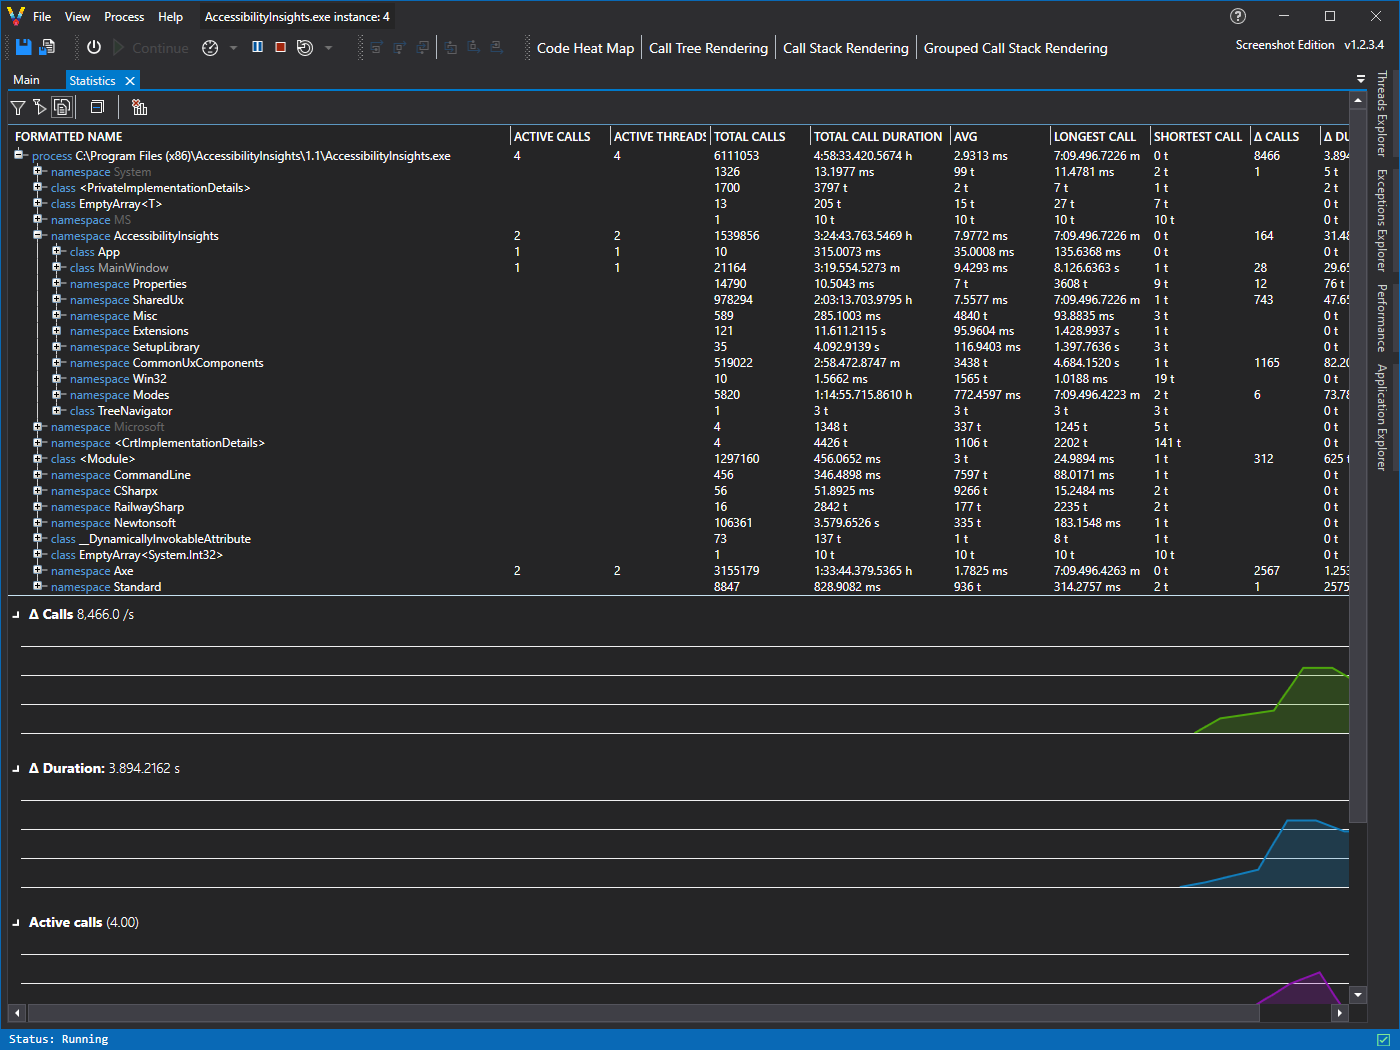 File View Process Help AccessibilityInsights.exe instance: 4
Continue Code Heat Map Call Tree Rendering Call Stack Rendering Grouped Call Stack Rendering Screenshot Edition v1.2.3.4
Main Statistics
FORMATTED NAME ACTIVE CALLS ACTIVE THREADS TOTAL CALLS TOTAL CALL DURATION AVG LONGEST CALL SHORTEST CALL Δ CALLS Δ DU
process C:\Program Files (x86)\AccessibilityInsights\1.1\AccessibilityInsights.exe 4 4 6111053 4:58:33.420.5674 h 2.9313 ms 7:09.496.7226 m 0 t 8466 3.894
namespace System 1326 13.1977 ms 99 t 11.4781 ms 2 t 1 5 t
class <PrivateImplementationDetails> 1700 3797 t 2 t 7 t 1 t 2 t
class EmptyArray<T> 13 205 t 15 t 27 t 7 t 0 t
namespace MS 1 10 t 10 t 10 t 10 t 0 t
namespace AccessibilityInsights 2 2 1539856 3:24:43.763.5469 h 7.9772 ms 7:09.496.7226 m 0 t 164 31.48
class App 1 1 10 315.0073 ms 35.0008 ms 135.6368 ms 0 t 0 t
class MainWindow 1 1 21164 3:19.554.5273 m 9.4293 ms 8.126.6363 s 1 t 28 29.65
namespace Properties 14790 10.5043 ms 7 t 3608 t 9 t 12 76 t
namespace SharedUx 978294 2:03:13.703.9795 h 7.5577 ms 7:09.496.7226 m 1 t 743 47.65
namespace Misc 589 285.1003 ms 4840 t 93.8835 ms 3 t 0 t
namespace Extensions 121 11.611.2115 s 95.9604 ms 1.428.9937 s 1 t 0 t
namespace SetupLibrary 35 4.092.9139 s 116.9403 ms 1.397.7636 s 3 t 0 t
namespace CommonUxComponents 519022 2:58.472.8747 m 3438 t 4.684.1520 s 1 t 1165 82.20
namespace Win32 10 1.5662 ms 1565 t 1.0188 ms 19 t 0 t
namespace Modes 5820 1:14:55.715.8610 h 772.4597 ms 7:09.496.4223 m 2 t 6 73.78
class TreeNavigator 1 3 t 3 t 3 t 3 t 0 t
namespace Microsoft 4 1348 t 337 t 1245 t 5 t 0 t
namespace <CrtImplementationDetails> 4 4426 t 1106 t 2202 t 141 t 0 t
class <Module> 1297160 456.0652 ms 3 t 24.9894 ms 1 t 312 625 t
namespace CommandLine 456 346.4898 ms 7597 t 88.0171 ms 1 t 0 t
namespace CSharpx 56 51.8925 ms 9266 t 15.2484 ms 2 t 0 t
namespace RailwaySharp 16 2842 t 177 t 2235 t 2 t 0 t
namespace Newtonsoft 106361 3.579.6526 s 335 t 183.1548 ms 1 t 0 t
class __DynamicallyInvokableAttribute 73 137 t 1 t 8 t 1 t 0 t
class EmptyArray<System.Int32> 1 10 t 10 t 10 t 10 t 0 t
namespace Axe 2 2 3155179 1:33:44.379.5365 h 1.7825 ms 7:09.496.4263 m 0 t 2567 1.253
namespace Standard 8847 828.9082 ms 936 t 314.2757 ms 2 t 1 2575
Δ Calls 8,466.0 /s
Δ Duration: 3.894.2162 s
Active calls (4.00)
Threads Explorer
Exceptions Explorer
Performance
Application Explorer
Status: Running